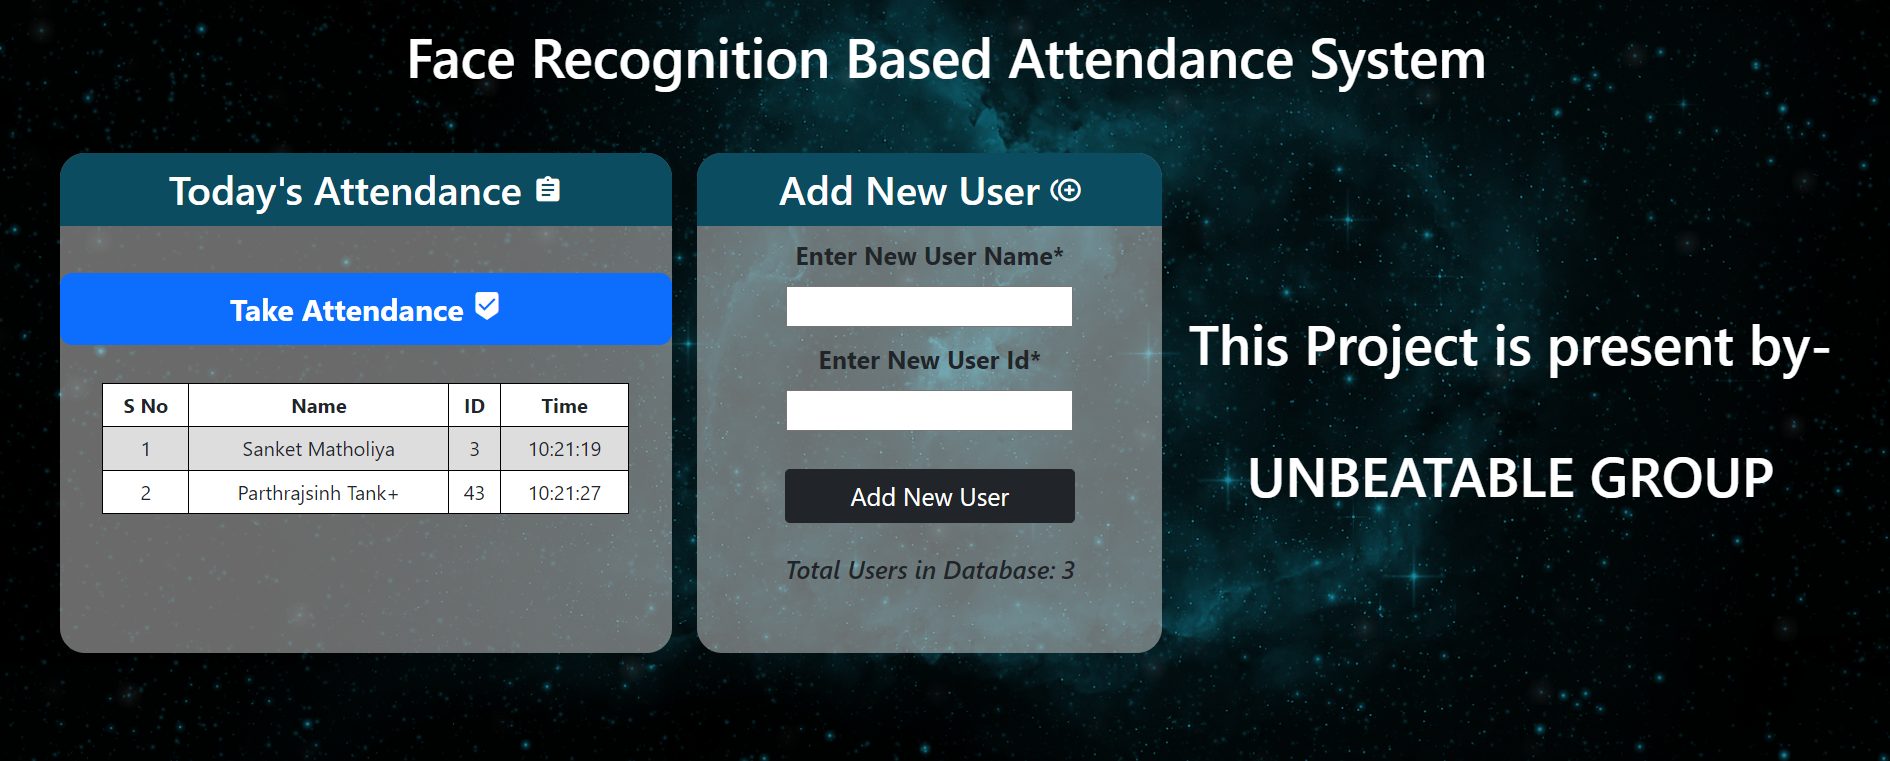 Face Recognition Based Attendance System
Today's Attendance
Take Attendance
S No Name ID Time
1 Sanket Matholiya 3 10:21:19
2 Parthrajsinh Tank+ 43 10:21:27
Add New User
Enter New User Name*
Enter New User Id*
Add New User
Total Users in Database: 3
This Project is present by-
UNBEATABLE GROUP